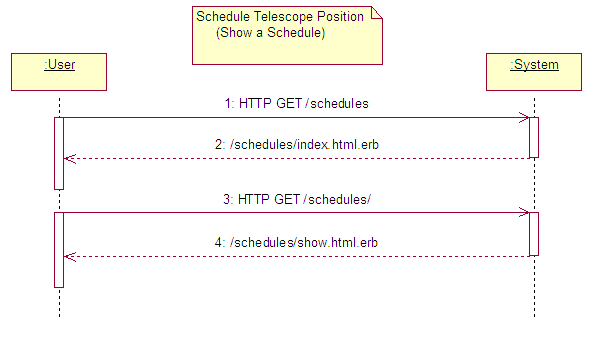 Schedule Telescope Position
(Show a Schedule)
:User
:System
1: HTTP GET /schedules
2: /schedules/index.html.erb
3: HTTP GET /schedules/
4: /schedules/show.html.erb